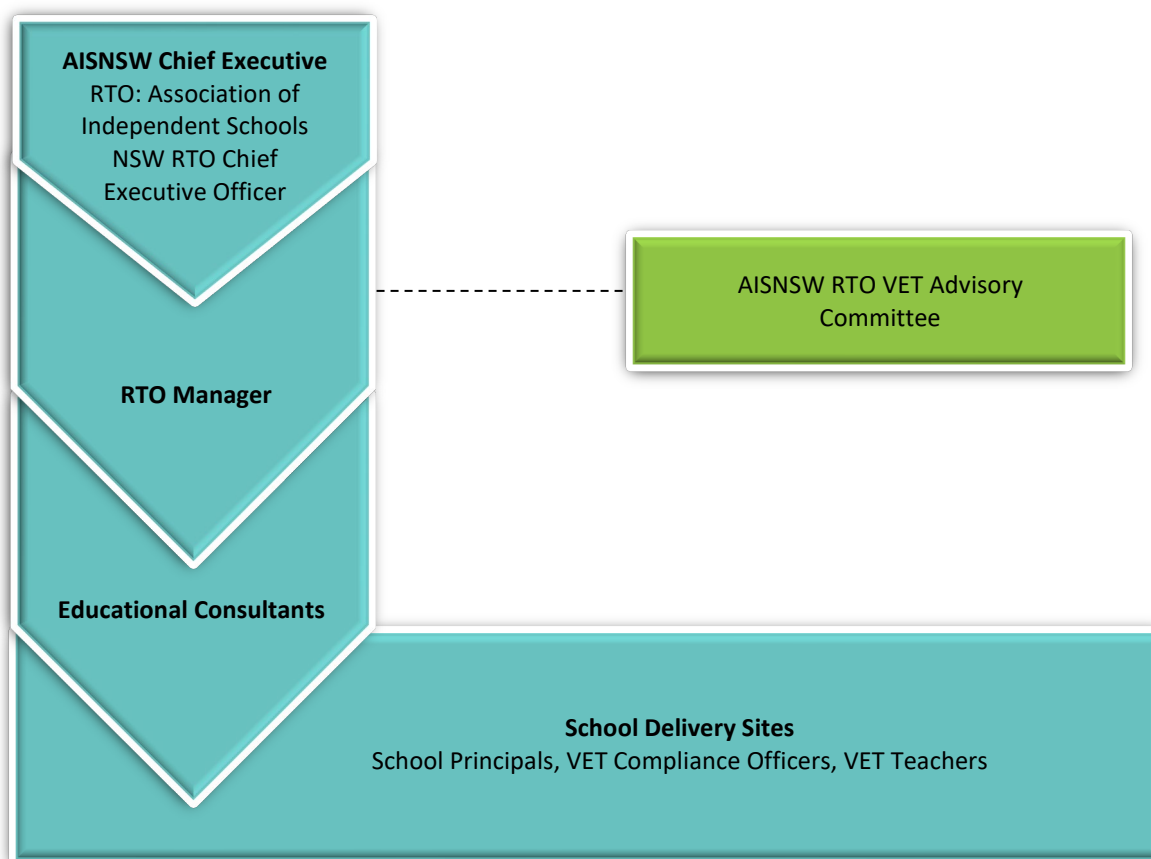 AISNSW Chief Executive
RTO: Association of
Independent Schools
NSW RTO Chief
Executive Officer
AISNSW RTO VET Advisory
Committee
RTO Manager
Educational Consultants
School Delivery Sites
School Principals, VET Compliance Officers, VET Teachers